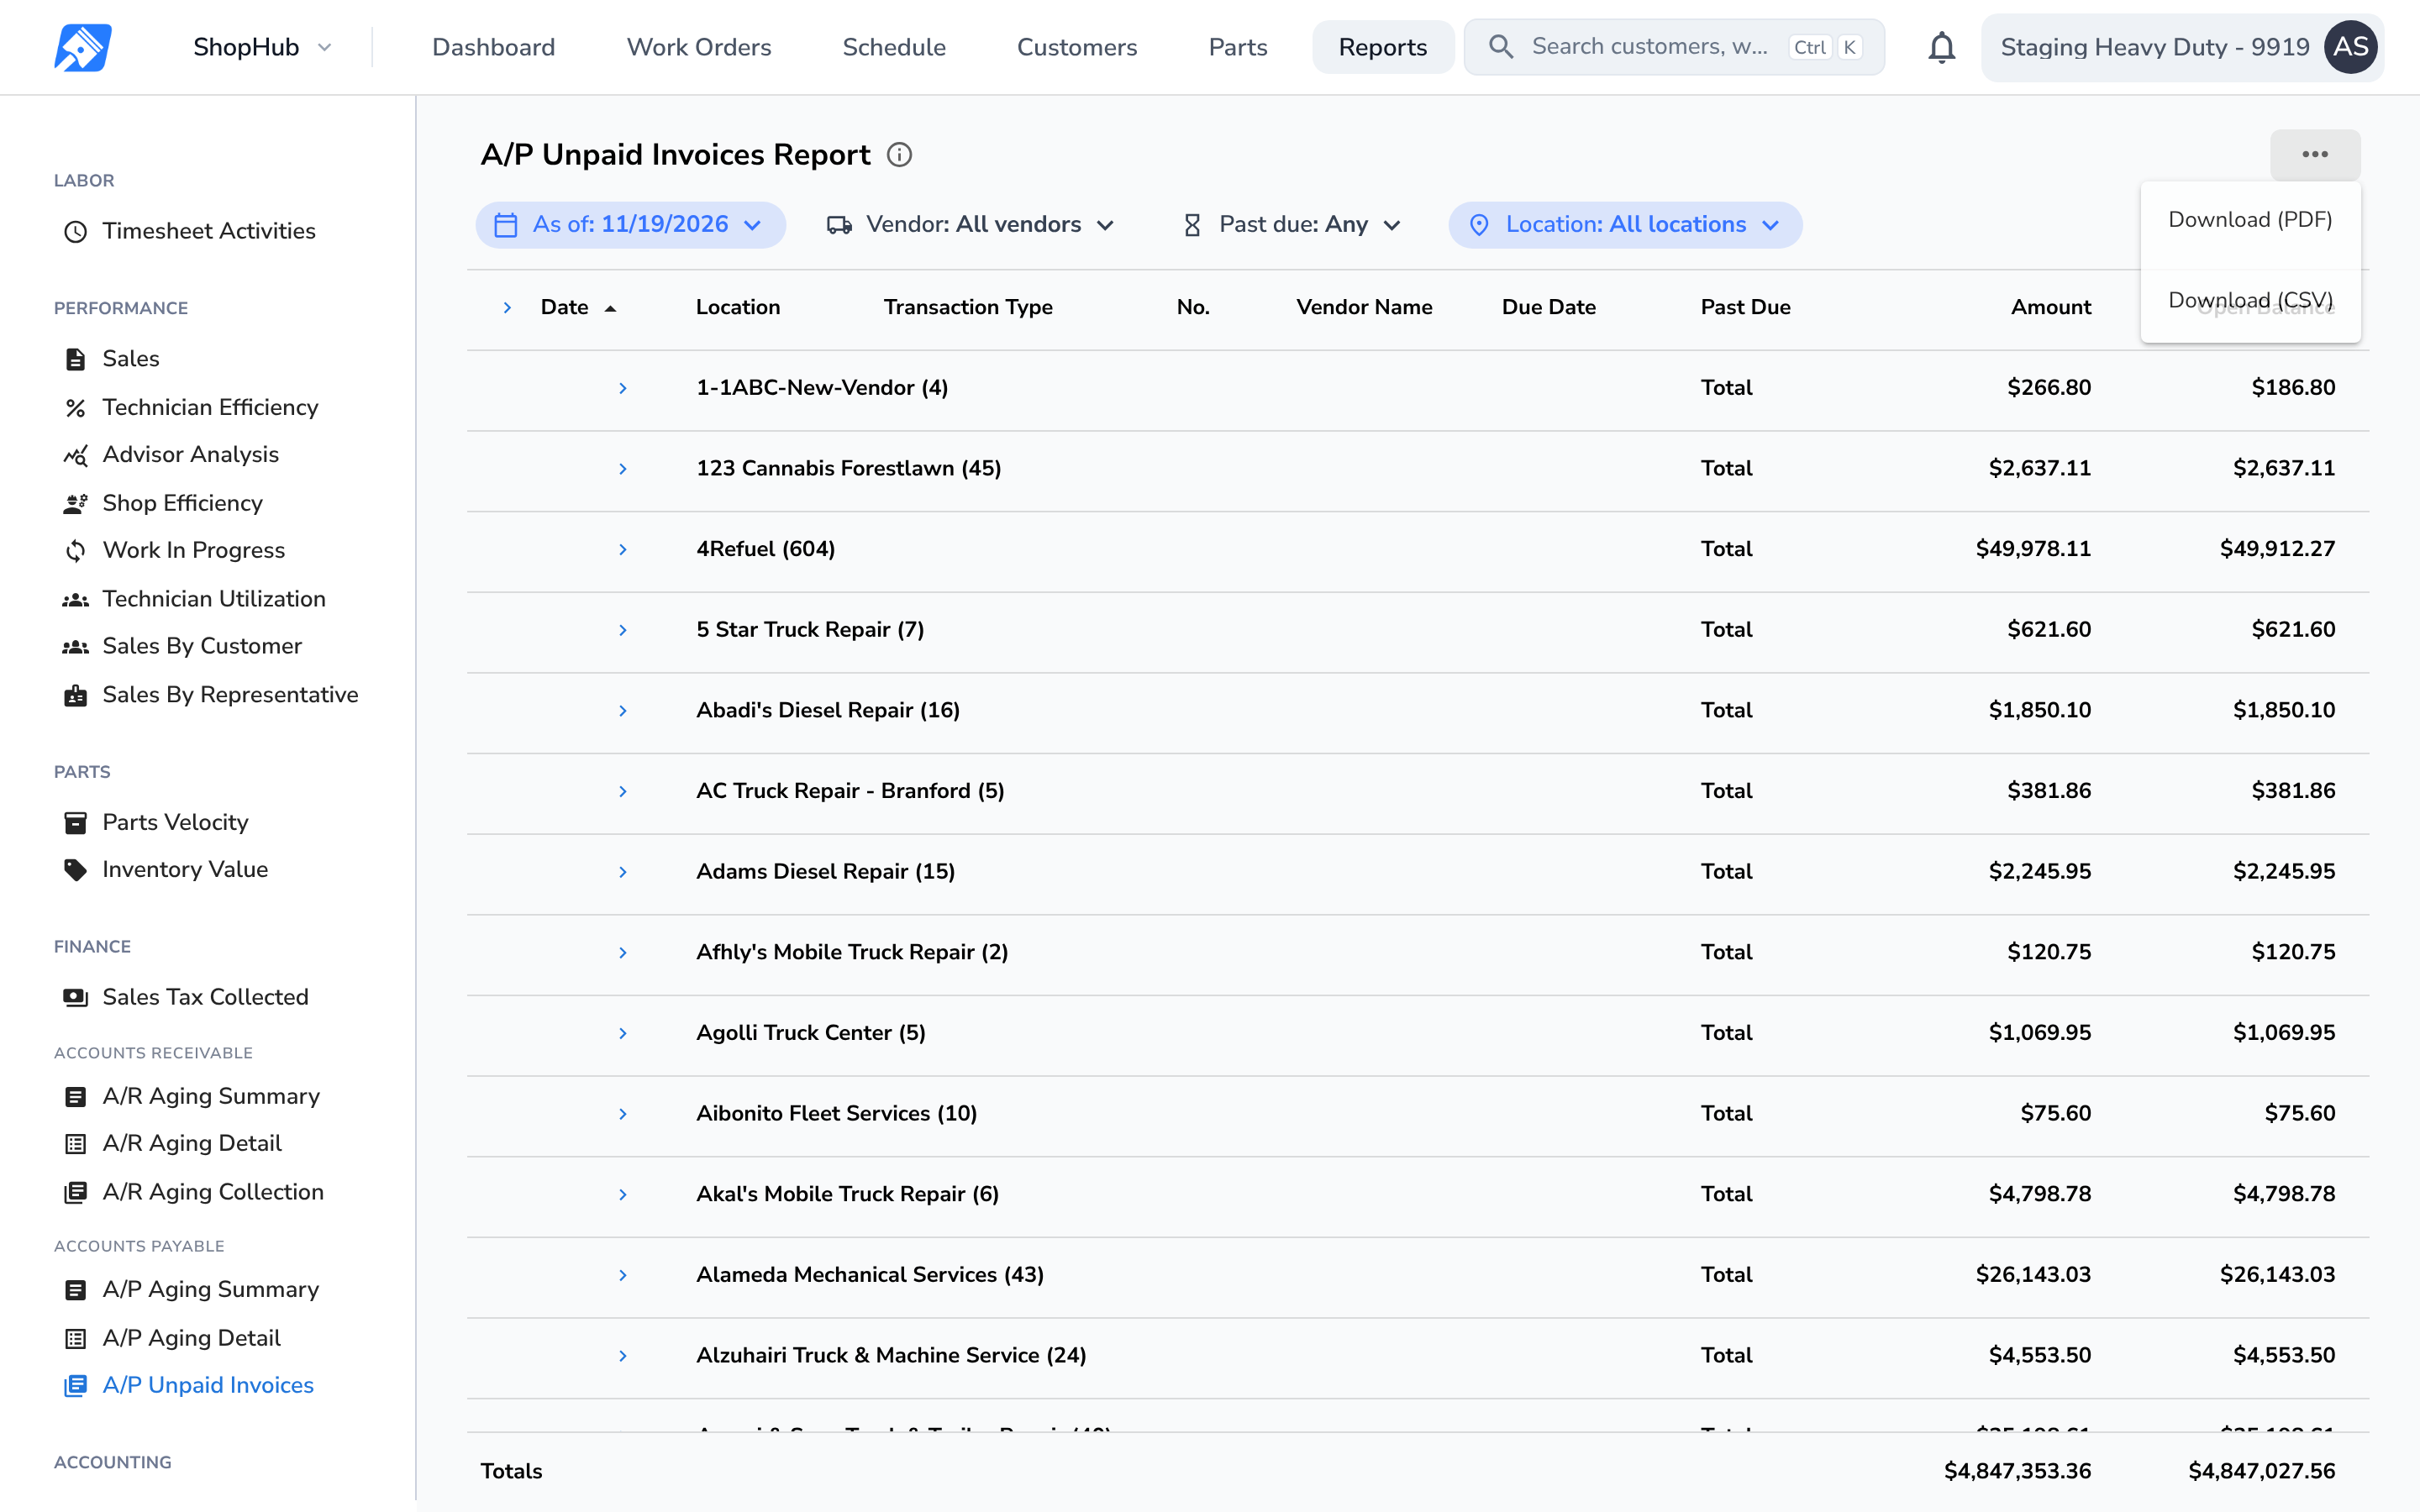 ShopHub
Dashboard
Work Orders
Schedule
Customers
Parts
Reports
Search customers, w... Ctrl K
Staging Heavy Duty - 9919 AS
LABOR
Timesheet Activities
PERFORMANCE
Sales
Technician Efficiency
Advisor Analysis
Shop Efficiency
Work In Progress
Technician Utilization
Sales By Customer
Sales By Representative
PARTS
Parts Velocity
Inventory Value
FINANCE
Sales Tax Collected
ACCOUNTS RECEIVABLE
A/R Aging Summary
A/R Aging Detail
A/R Aging Collection
ACCOUNTS PAYABLE
A/P Aging Summary
A/P Aging Detail
A/P Unpaid Invoices
ACCOUNTING
A/P Unpaid Invoices Report
As of: 11/19/2026
Vendor: All vendors
Past due: Any
Location: All locations
Download (PDF)
Download (CSV)
Date Location Transaction Type No. Vendor Name Due Date Past Due Amount Open Balance
1-1ABC-New-Vendor (4) Total $266.80 $186.80
123 Cannabis Forestlawn (45) Total $2,637.11 $2,637.11
4Refuel (604) Total $49,978.11 $49,912.27
5 Star Truck Repair (7) Total $621.60 $621.60
Abadi's Diesel Repair (16) Total $1,850.10 $1,850.10
AC Truck Repair - Branford (5) Total $381.86 $381.86
Adams Diesel Repair (15) Total $2,245.95 $2,245.95
Afhly's Mobile Truck Repair (2) Total $120.75 $120.75
Agolli Truck Center (5) Total $1,069.95 $1,069.95
Aibonito Fleet Services (10) Total $75.60 $75.60
Akal's Mobile Truck Repair (6) Total $4,798.78 $4,798.78
Alameda Mechanical Services (43) Total $26,143.03 $26,143.03
Alzuhairi Truck & Machine Service (24) Total $4,553.50 $4,553.50
Totals $4,847,353.36 $4,847,027.56